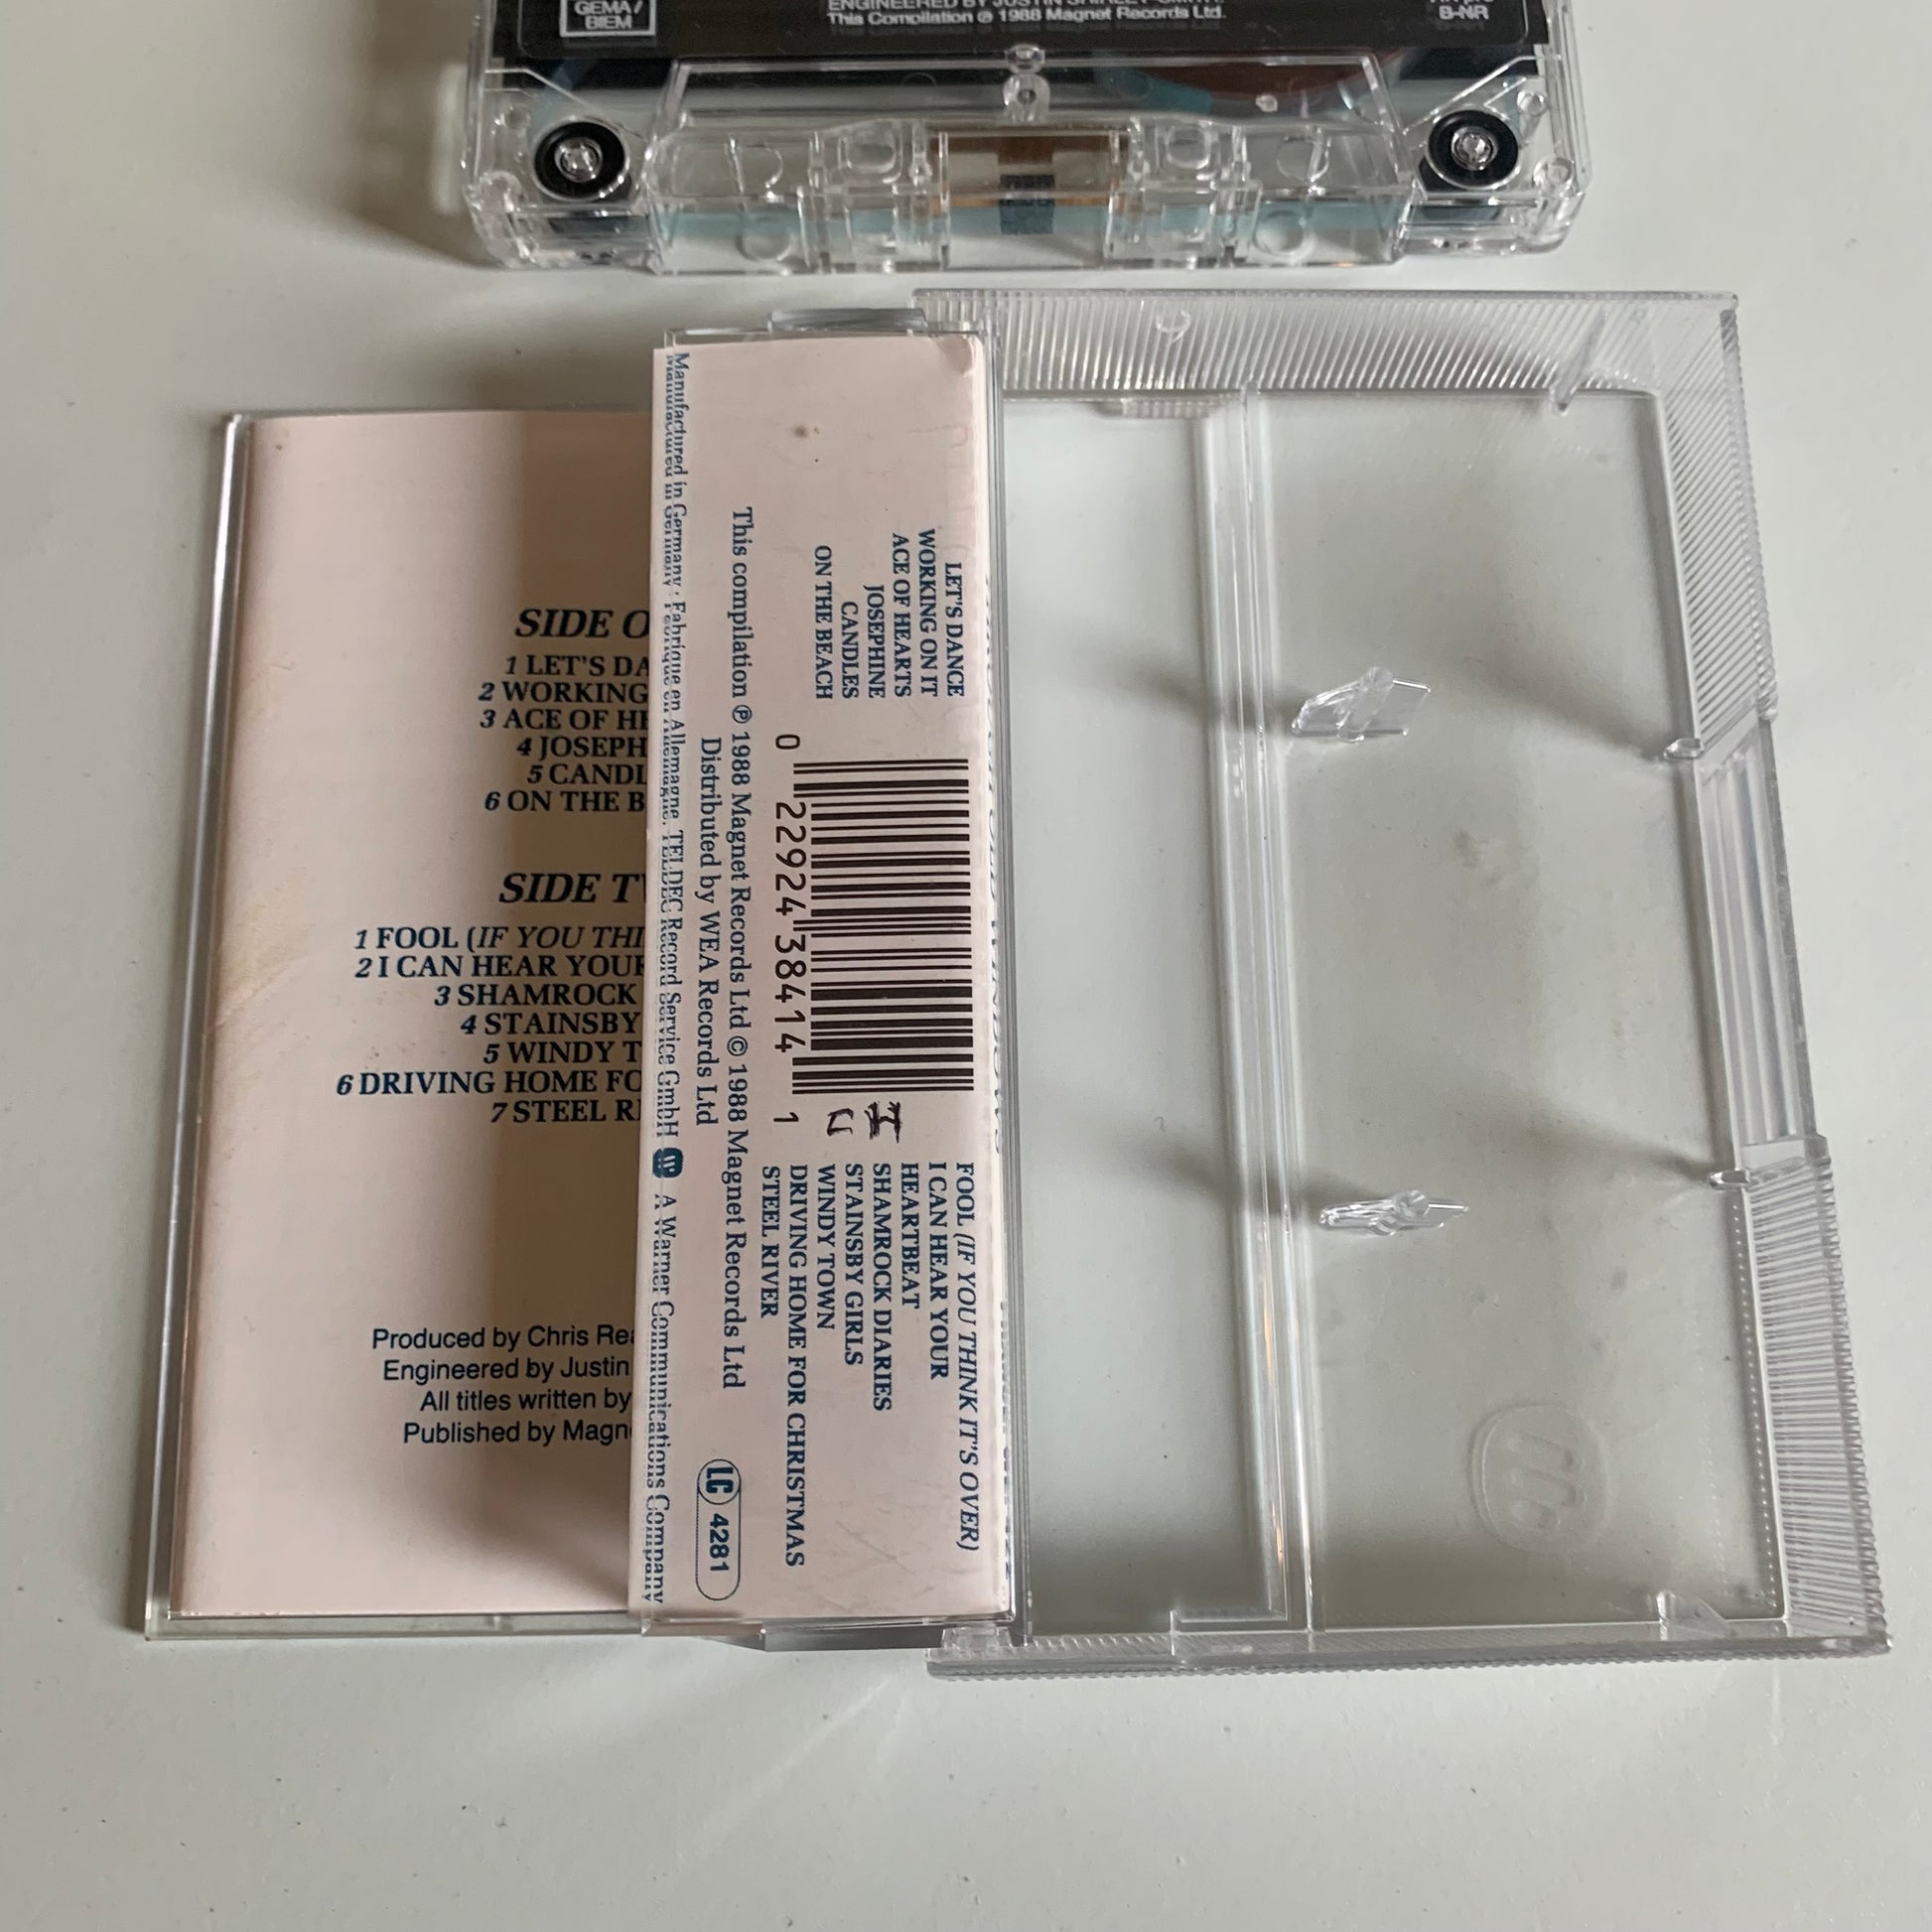 GEMA/
BIEM
ENGINEERED BY JUSTIN SHIRLEY-SMITH.
This Compilation ℗ 1988 Magnet Records Ltd.
B-NR
SIDE O
1 LET'S DA
2 WORKING
3 ACE OF HE
4 JOSEPH
5 CANDL
6 ON THE B
SIDE TW
1 FOOL (IF YOU THI
2 I CAN HEAR YOUR
3 SHAMROCK
4 STAINSBY
5 WINDY T
6 DRIVING HOME FO
7 STEEL RI
Produced by Chris Rea
Engineered by Justin
All titles written by
Published by Magn
LET'S DANCE
WORKING ON IT
ACE OF HEARTS
JOSEPHINE
CANDLES
ON THE BEACH
0 22924 38414 1
I
U
FOOL (IF YOU THINK IT'S OVER)
I CAN HEAR YOUR
HEARTBEAT
SHAMROCK DIARIES
STAINSBY GIRLS
WINDY TOWN
DRIVING HOME FOR CHRISTMAS
STEEL RIVER
This compilation ℗ 1988 Magnet Records Ltd © 1988 Magnet Records Ltd
Distributed by WEA Records Ltd
LC 4281
Manufactured in Germany · Fabriqué en Allemagne. TELDEC Record Service GmbH A Warner Communications Company